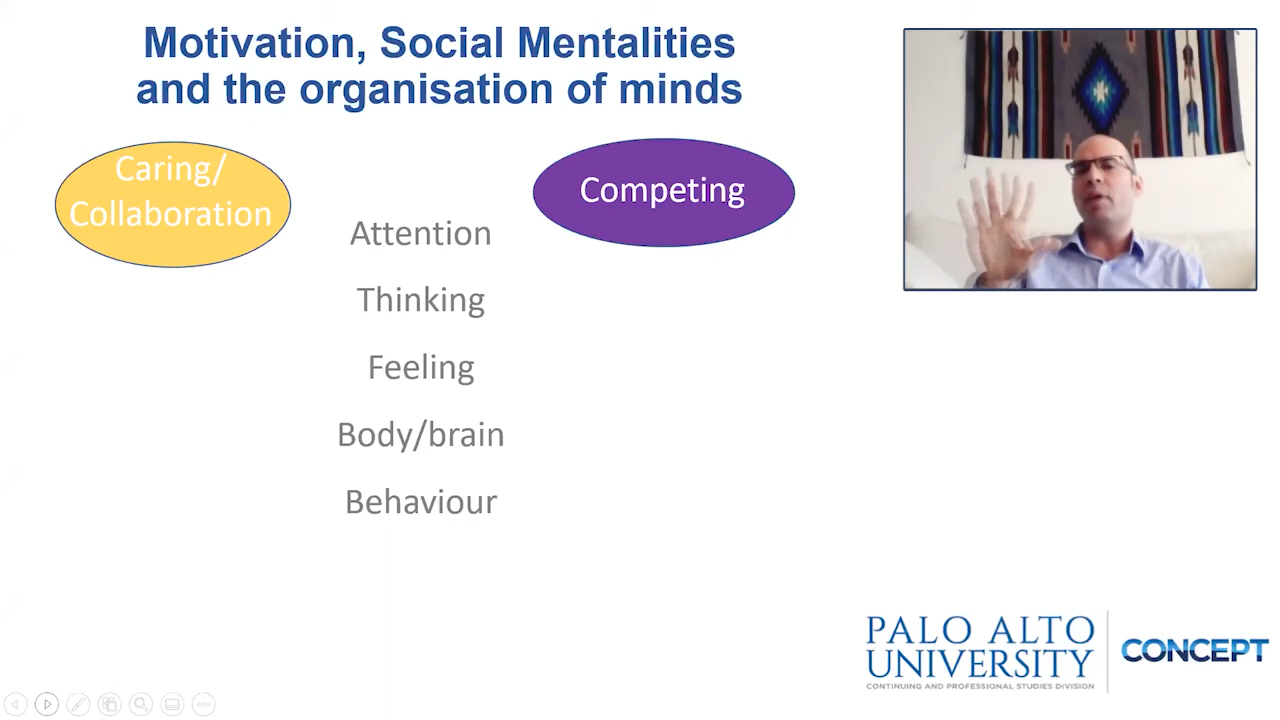 Motivation, Social Mentalities
and the organisation of minds
Caring/
Collaboration
Competing
Attention
Thinking
Feeling
Body/brain
Behaviour
PALO ALTO
UNIVERSITY
CONTINUING AND PROFESSIONAL STUDIES DIVISION
CONCEPT